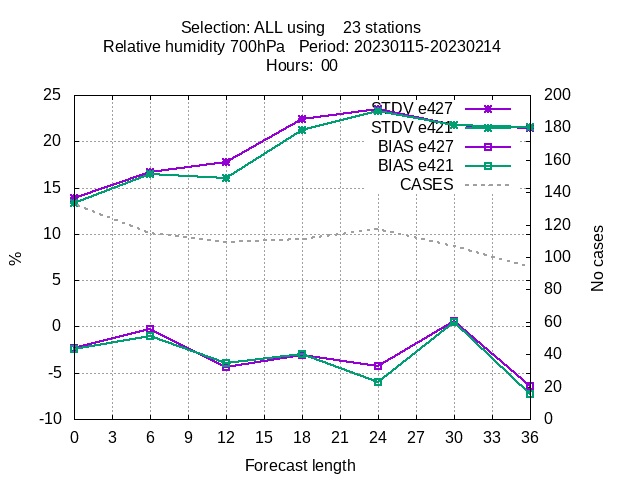 Selection: ALL using 23 stations
Relative humidity 700hPa Period: 20230115-20230214
Hours: 00
25
20
15
10
5
0
-5
-10
%
STDV e427
STDV e421
BIAS e427
BIAS e421
CASES
200
180
160
140
120
100
80
60
40
20
0
No cases
0 3 6 9 12 15 18 21 24 27 30 33 36
Forecast length